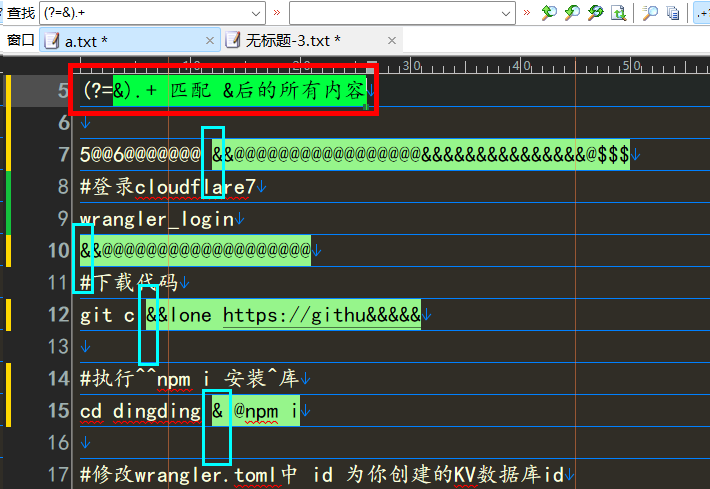 查找 (?=&).+
窗口 a.txt * 无标题-3.txt *
10 30 40 50
5 (?=&).+ 匹配 &后的所有内容
6
7 5@@6@@@@@@@ &&@@@@@@@@@@@@@@@@@&&&&&&&&&&&&&&&@$$$
8 #登录cloudflare7
9 wrangler_login
10 &&@@@@@@@@@@@@@@@@@@@
11 #下载代码
12 git c &&lone https://githu&&&&&
13
14 #执行^^npm i 安装^库
15 cd dingding & @npm i
16
17 #修改wrangler.toml中 id 为你创建的KV数据库id